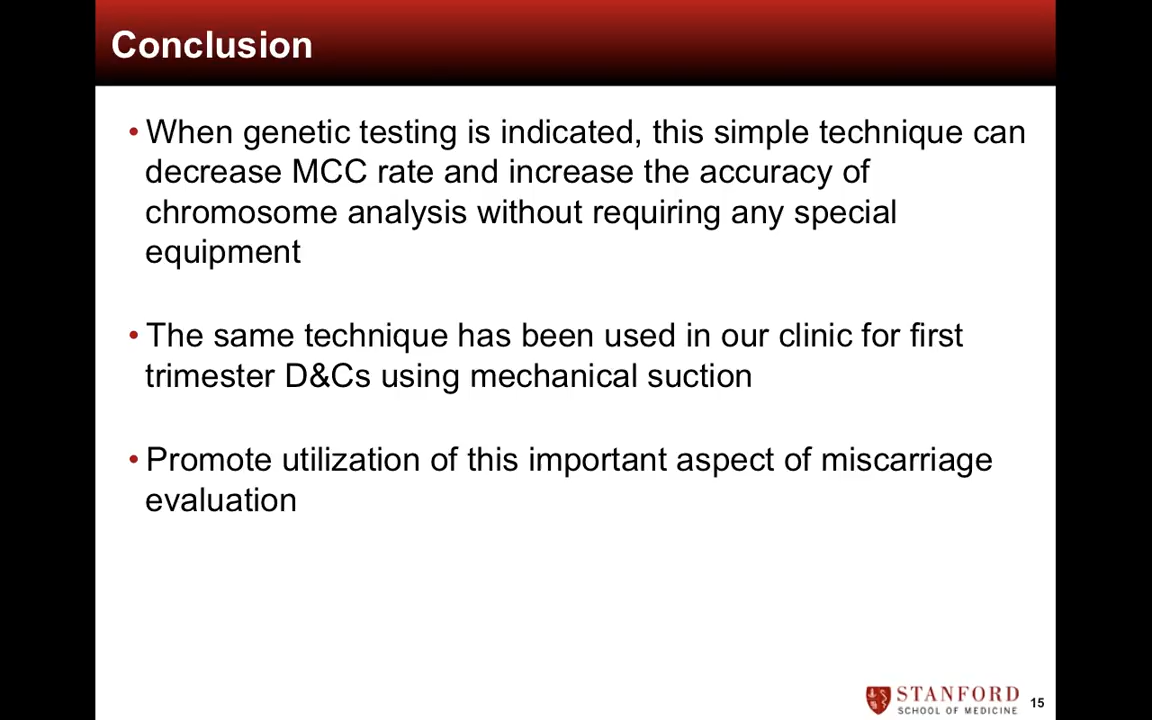 Conclusion
• When genetic testing is indicated, this simple technique can
decrease MCC rate and increase the accuracy of
chromosome analysis without requiring any special
equipment
• The same technique has been used in our clinic for first
trimester D&Cs using mechanical suction
• Promote utilization of this important aspect of miscarriage
evaluation
STANFORD
SCHOOL OF MEDICINE
15